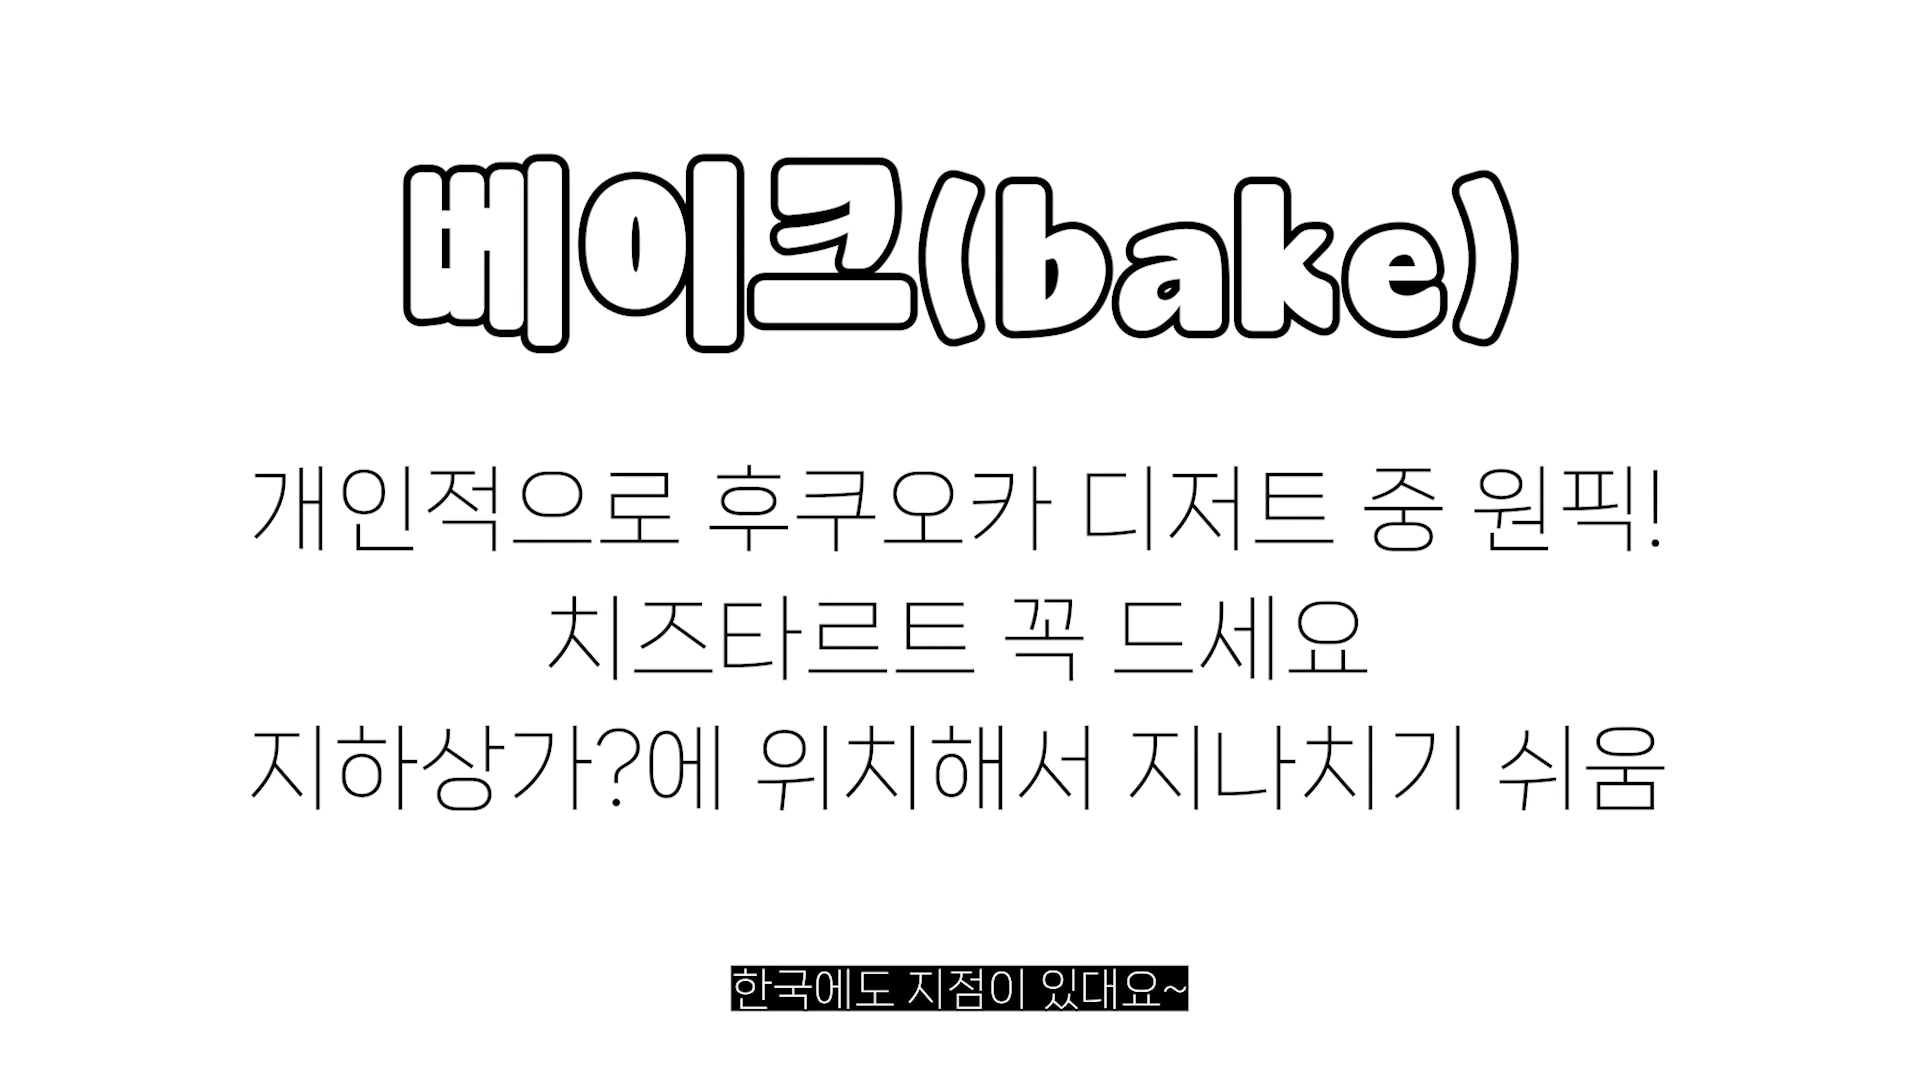 베이크(bake)
개인적으로 후쿠오카 디저트 중 원픽!
치즈타르트 꼭 드세요
지하상가?에 위치해서 지나치기 쉬움
한국에도 지점이 있대요~